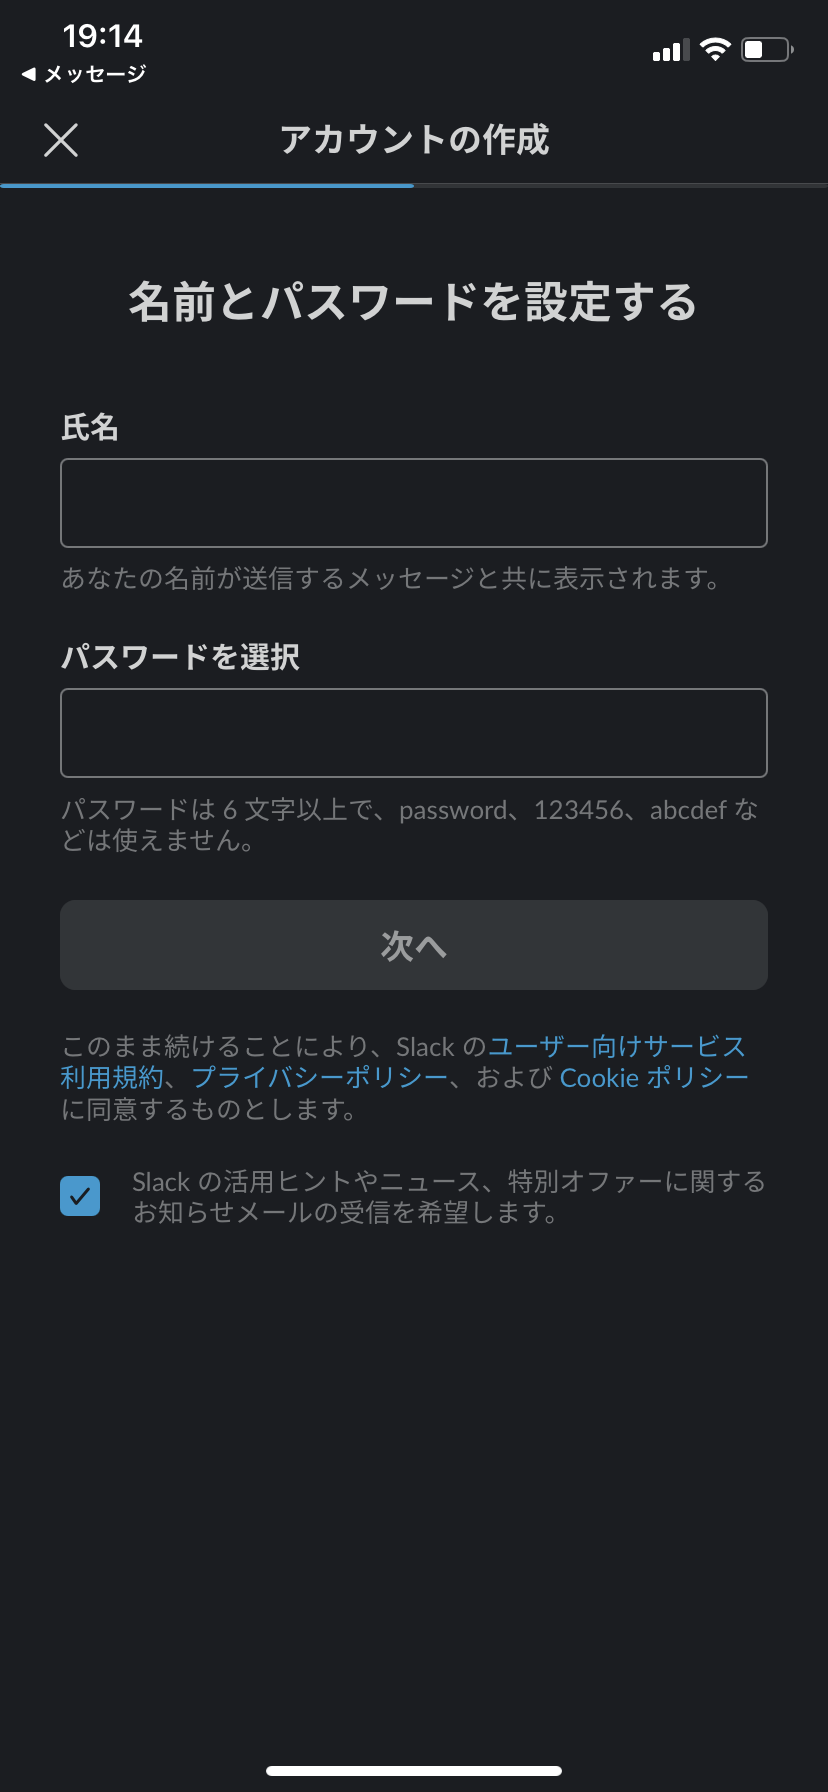 19:14
◀ メッセージ
アカウントの作成
名前とパスワードを設定する
氏名
あなたの名前が送信するメッセージと共に表示されます。
パスワードを選択
パスワードは 6 文字以上で、password、123456、abcdef な
どは使えません。
次へ
このまま続けることにより、Slack のユーザー向けサービス
利用規約、プライバシーポリシー、および Cookie ポリシー
に同意するものとします。
Slack の活用ヒントやニュース、特別オファーに関する
お知らせメールの受信を希望します。